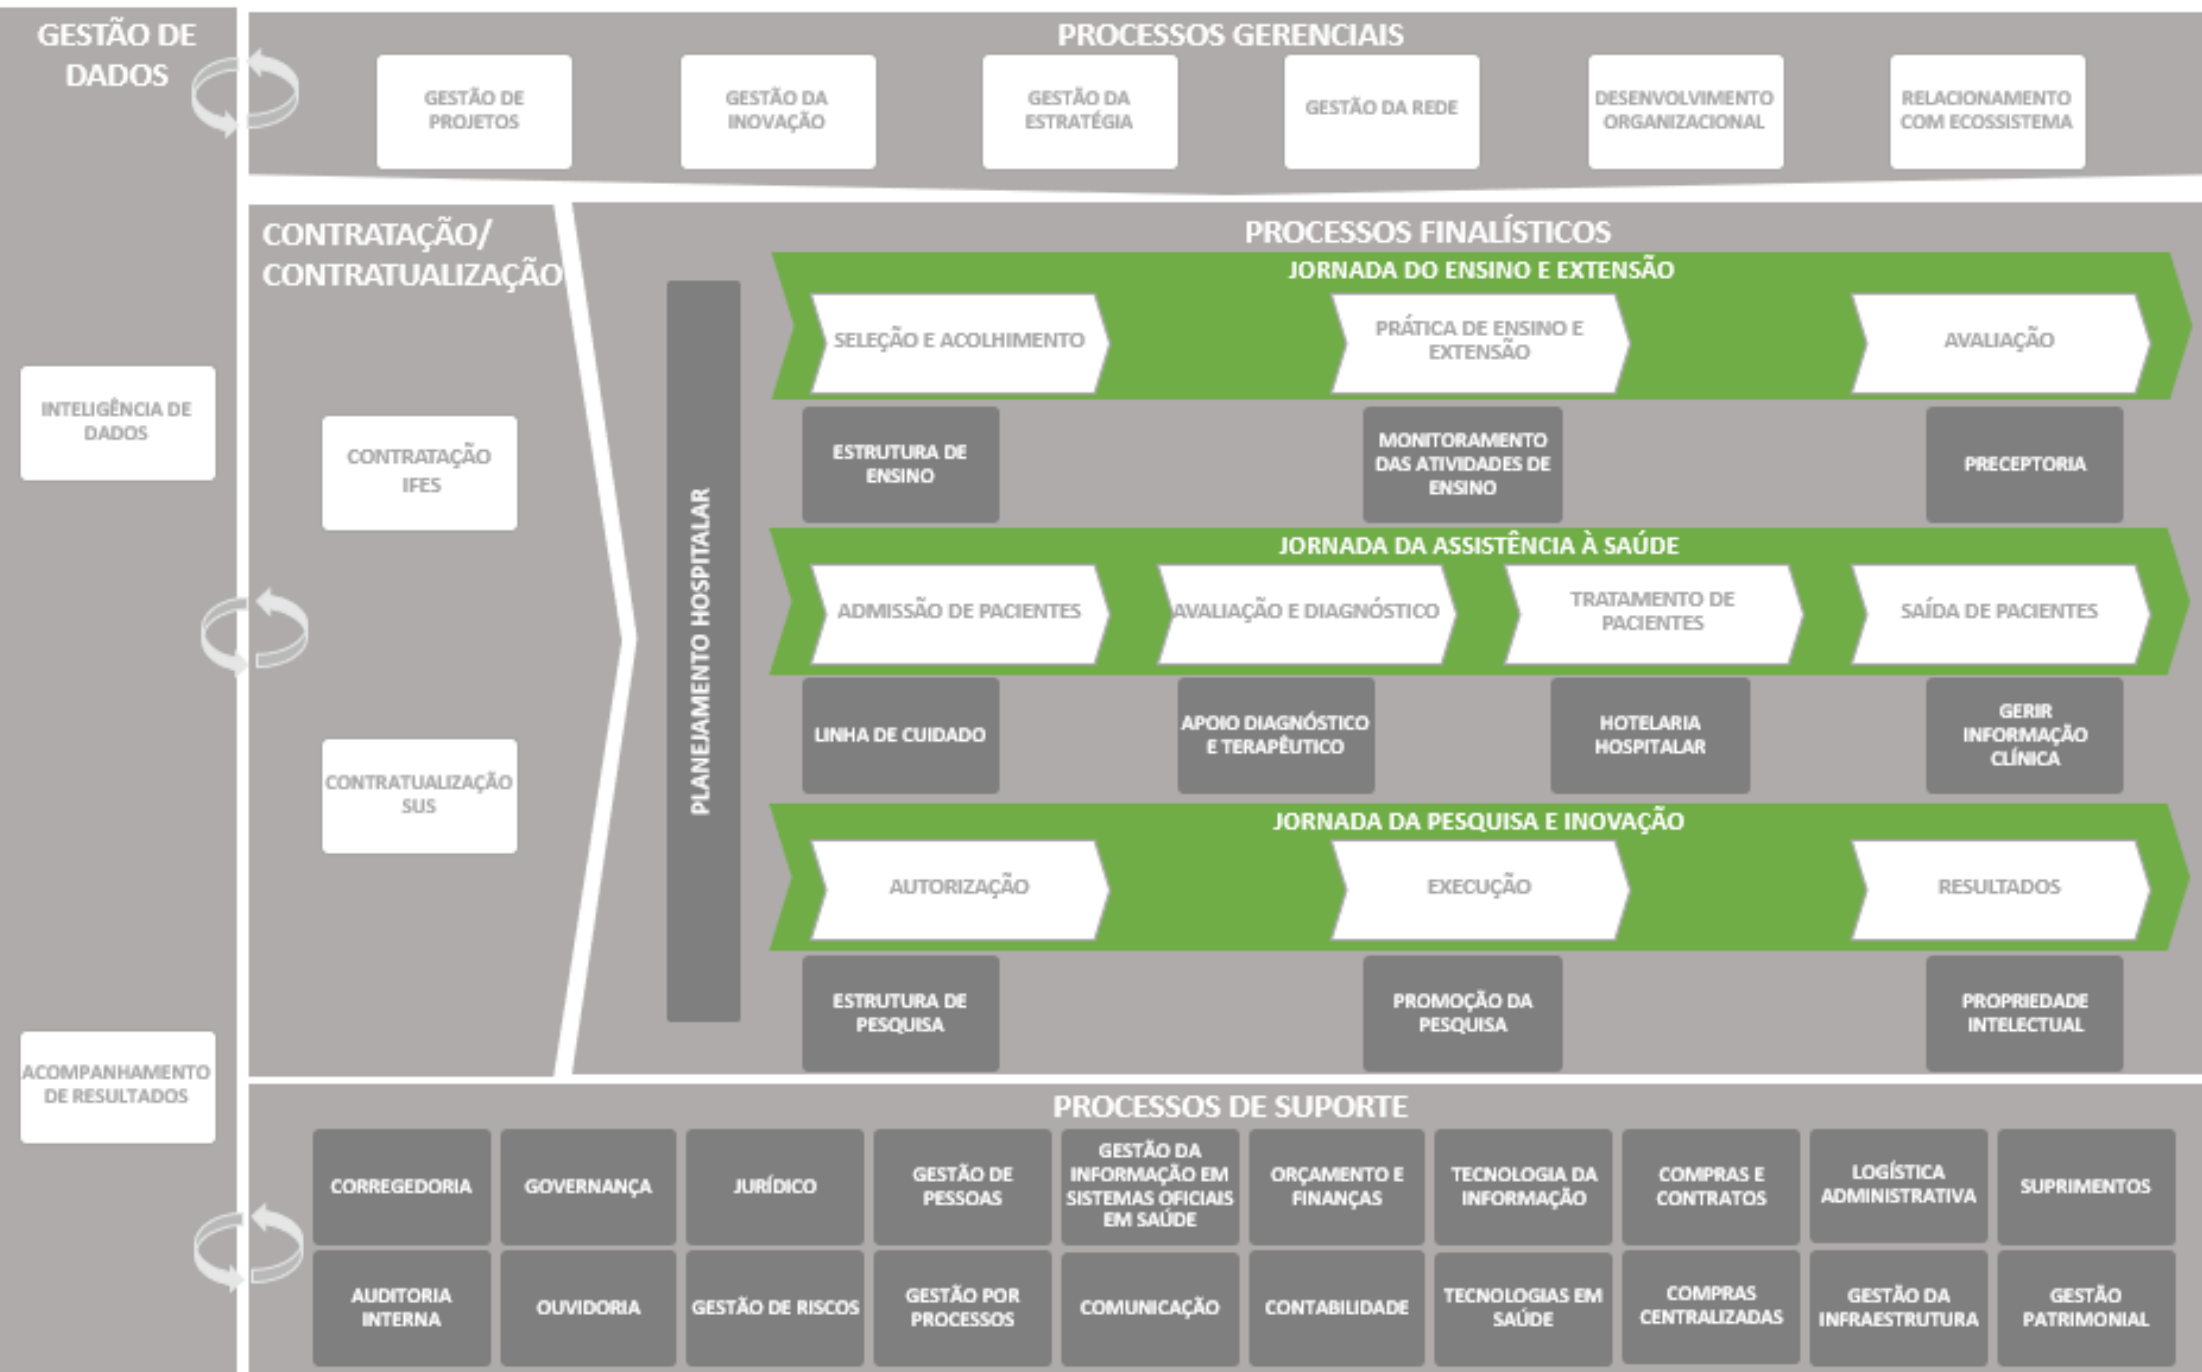 GESTÃO DE
DADOS
INTELIGÊNCIA DE
DADOS
ACOMPANHAMENTO
DE RESULTADOS
PROCESSOS GERENCIAIS
GESTÃO DE
PROJETOS
GESTÃO DA
INOVAÇÃO
GESTÃO DA
ESTRATÉGIA
GESTÃO DA REDE
DESENVOLVIMENTO
ORGANIZACIONAL
RELACIONAMENTO
COM ECOSSISTEMA
CONTRATAÇÃO/
CONTRATUALIZAÇÃO
CONTRATAÇÃO
IFES
CONTRATUALIZAÇÃO
SUS
PROCESSOS FINALÍSTICOS
PLANEJAMENTO HOSPITALAR
JORNADA DO ENSINO E EXTENSÃO
SELEÇÃO E ACOLHIMENTO
PRÁTICA DE ENSINO E
EXTENSÃO
AVALIAÇÃO
ESTRUTURA DE
ENSINO
MONITORAMENTO
DAS ATIVIDADES DE
ENSINO
PRECEPTORIA
JORNADA DA ASSISTÊNCIA À SAÚDE
ADMISSÃO DE PACIENTES
AVALIAÇÃO E DIAGNÓSTICO
TRATAMENTO DE
PACIENTES
SAÍDA DE PACIENTES
LINHA DE CUIDADO
APOIO DIAGNÓSTICO
E TERAPÊUTICO
HOTELARIA
HOSPITALAR
GERIR
INFORMAÇÃO
CLÍNICA
JORNADA DA PESQUISA E INOVAÇÃO
AUTORIZAÇÃO
EXECUÇÃO
RESULTADOS
ESTRUTURA DE
PESQUISA
PROMOÇÃO DA
PESQUISA
PROPRIEDADE
INTELECTUAL
PROCESSOS DE SUPORTE
CORREGEDORIA
GOVERNANÇA
JURÍDICO
GESTÃO DE
PESSOAS
GESTÃO DA
INFORMAÇÃO EM
SISTEMAS OFICIAIS
EM SAÚDE
ORÇAMENTO E
FINANÇAS
TECNOLOGIA DA
INFORMAÇÃO
COMPRAS E
CONTRATOS
LOGÍSTICA
ADMINISTRATIVA
SUPRIMENTOS
AUDITORIA
INTERNA
OUVIDORIA
GESTÃO DE RISCOS
GESTÃO POR
PROCESSOS
COMUNICAÇÃO
CONTABILIDADE
TECNOLOGIAS EM
SAÚDE
COMPRAS
CENTRALIZADAS
GESTÃO DA
INFRAESTRUTURA
GESTÃO
PATRIMONIAL